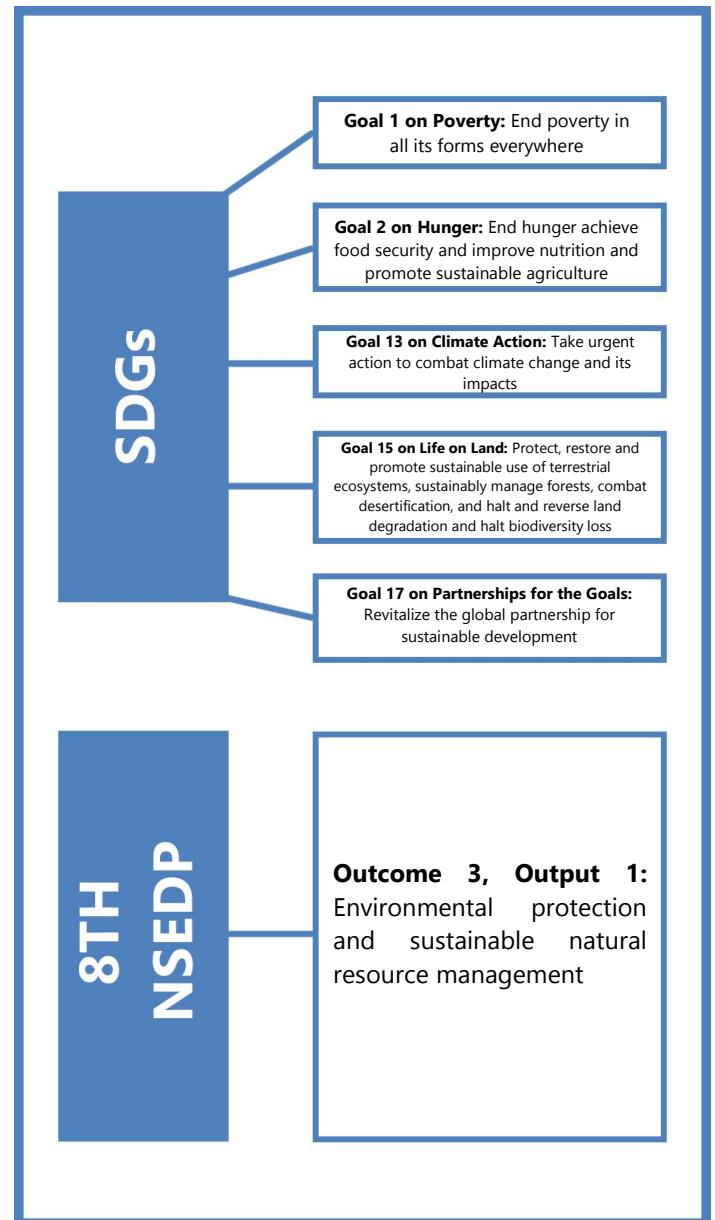 SDGs
Goal 1 on Poverty: End poverty in
all its forms everywhere
Goal 2 on Hunger: End hunger achieve
food security and improve nutrition and
promote sustainable agriculture
Goal 13 on Climate Action: Take urgent
action to combat climate change and its
impacts
Goal 15 on Life on Land: Protect, restore and
promote sustainable use of terrestrial
ecosystems, sustainably manage forests, combat
desertification, and halt and reverse land
degradation and halt biodiversity loss
Goal 17 on Partnerships for the Goals:
Revitalize the global partnership for
sustainable development
8TH
NSEDP
Outcome 3, Output 1:
Environmental protection
and sustainable natural
resource management